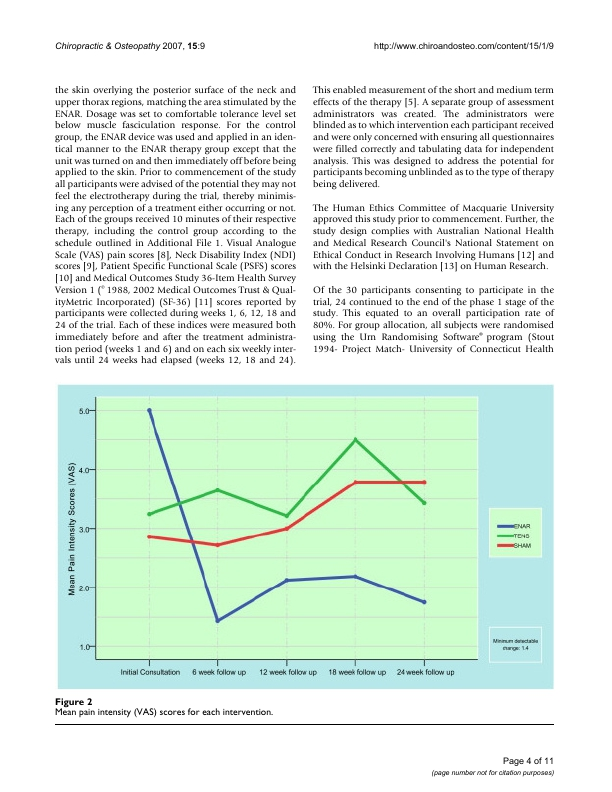 Chiropractic & Osteopathy 2007, 15:9
http://www.chiroandosteo.com/content/15/1/9
the skin overlying the posterior surface of the neck and
upper thorax regions, matching the area stimulated by the
ENAR. Dosage was set to comfortable tolerance level set
below muscle fasciculation response. For the control
group, the ENAR device was used and applied in an iden-
tical manner to the ENAR therapy group except that the
unit was turned on and then immediately off before being
applied to the skin. Prior to commencement of the study
all participants were advised of the potential they may not
feel the electrotherapy during the trial, thereby minimis-
ing any perception of a treatment either occurring or not.
Each of the groups received 10 minutes of their respective
therapy, including the control group according to the
schedule outlined in Additional File 1. Visual Analogue
Scale (VAS) pain scores [8], Neck Disability Index (NDI)
scores [9], Patient Specific Functional Scale (PSFS) scores
[10] and Medical Outcomes Study 36-Item Health Survey
Version 1 (© 1988, 2002 Medical Outcomes Trust & Qual-
ityMetric Incorporated) (SF-36) [11] scores reported by
participants were collected during weeks 1, 6, 12, 18 and
24 of the trial. Each of these indices were measured both
immediately before and after the treatment administra-
tion period (weeks 1 and 6) and on each six weekly inter-
vals until 24 weeks had elapsed (weeks 12, 18 and 24).
This enabled measurement of the short and medium term
effects of the therapy [5]. A separate group of assessment
administrators was created. The administrators were
blinded as to which intervention each participant received
and were only concerned with ensuring all questionnaires
were filled correctly and tabulating data for independent
analysis. This was designed to address the potential for
participants becoming unblinded as to the type of therapy
being delivered.
The Human Ethics Committee of Macquarie University
approved this study prior to commencement. Further, the
study design complies with Australian National Health
and Medical Research Council's National Statement on
Ethical Conduct in Research Involving Humans [12] and
with the Helsinki Declaration [13] on Human Research.
Of the 30 participants consenting to participate in the
trial, 24 continued to the end of the phase 1 stage of the
study. This equated to an overall participation rate of
80%. For group allocation, all subjects were randomised
using the Urn Randomising Software® program (Stout
1994- Project Match- University of Connecticut Health
Mean Pain Intensity Scores (VAS)
5.0
4.0
3.0
2.0
1.0
Initial Consultation
6 week follow up
12 week follow up
18 week follow up
24 week follow up
ENAR
TENS
SHAM
Minimum detectable
change: 1.4
Figure 2
Mean pain intensity (VAS) scores for each intervention.
Page 4 of 11
(page number not for citation purposes)